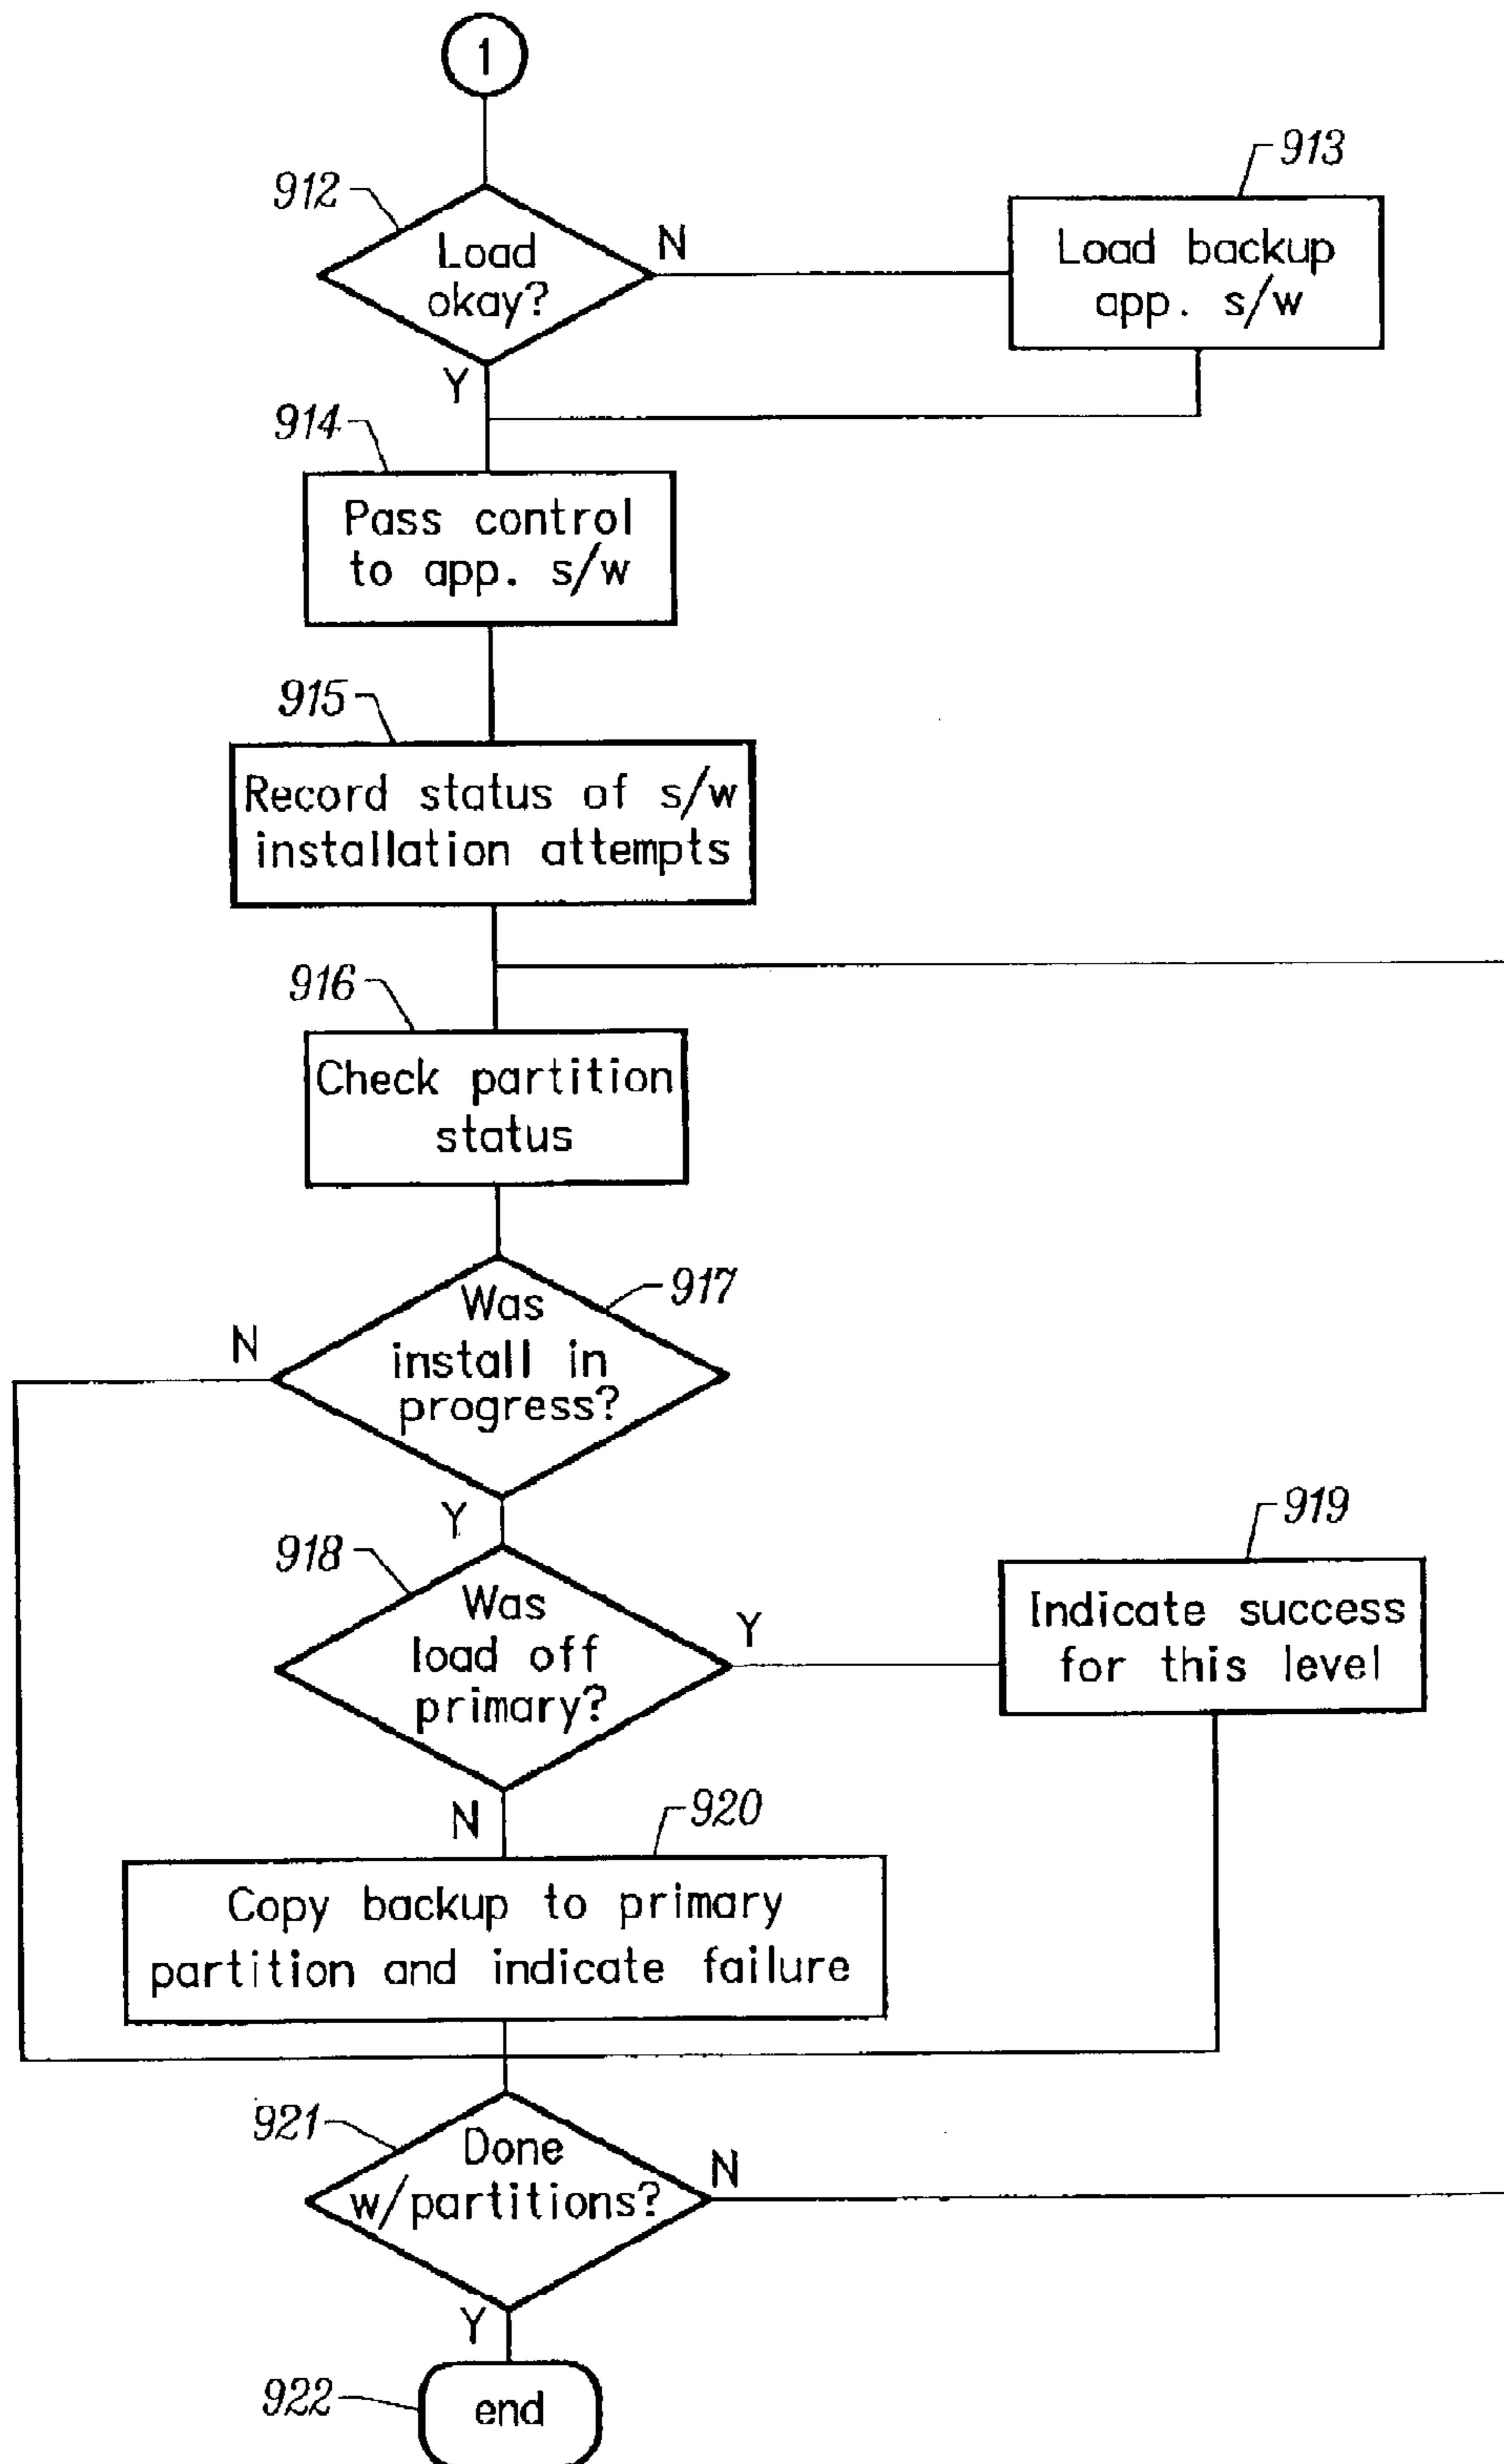 1
912
Load
okay?
N
913
Load backup
app. s/w
Y
914
Pass control
to app. s/w
915
Record status of s/w
installation attempts
916
Check partition
status
917
Was
install in
progress?
N
Y
918
Was
load off
primary?
Y
919
Indicate success
for this level
N
920
Copy backup to primary
partition and indicate failure
921
Done
w/partitions?
N
Y
922
end